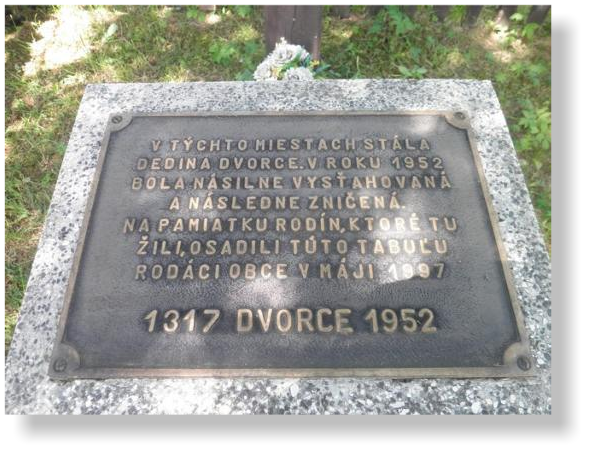 V TÝCHTO MIESTACH STÁLA
DEDINA DVORCE. V ROKU 1952
BOLA NÁSILNE VYSŤAHOVANÁ
A NÁSLEDNE ZNIČENÁ.
NA PAMIATKU RODÍN, KTORÉ TU
ŽILI, OSADILI TÚTO TABUĽU
RODÁCI OBCE V MÁJI 1997
1317 DVORCE 1952